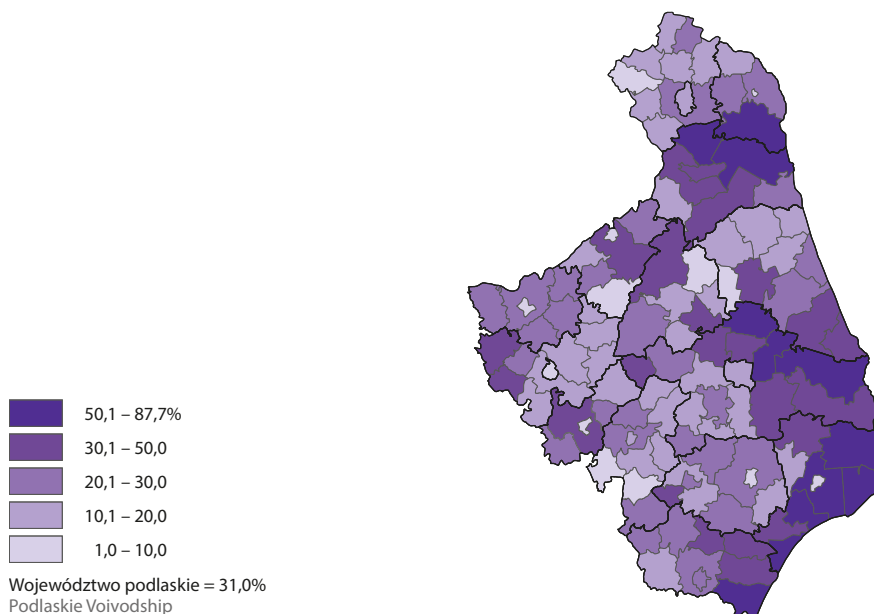 50,1 – 87,7%
30,1 – 50,0
20,1 – 30,0
10,1 – 20,0
1,0 – 10,0
Województwo podlaskie = 31,0%
Podlaskie Voivodship